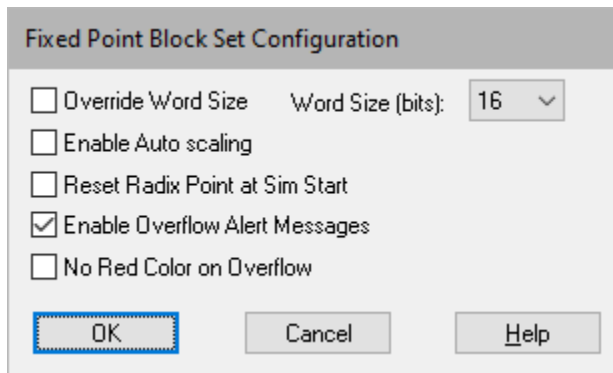 Fixed Point Block Set Configuration
Override Word Size Word Size (bits): 16
Enable Auto scaling
Reset Radix Point at Sim Start
Enable Overflow Alert Messages
No Red Color on Overflow
OK Cancel Help